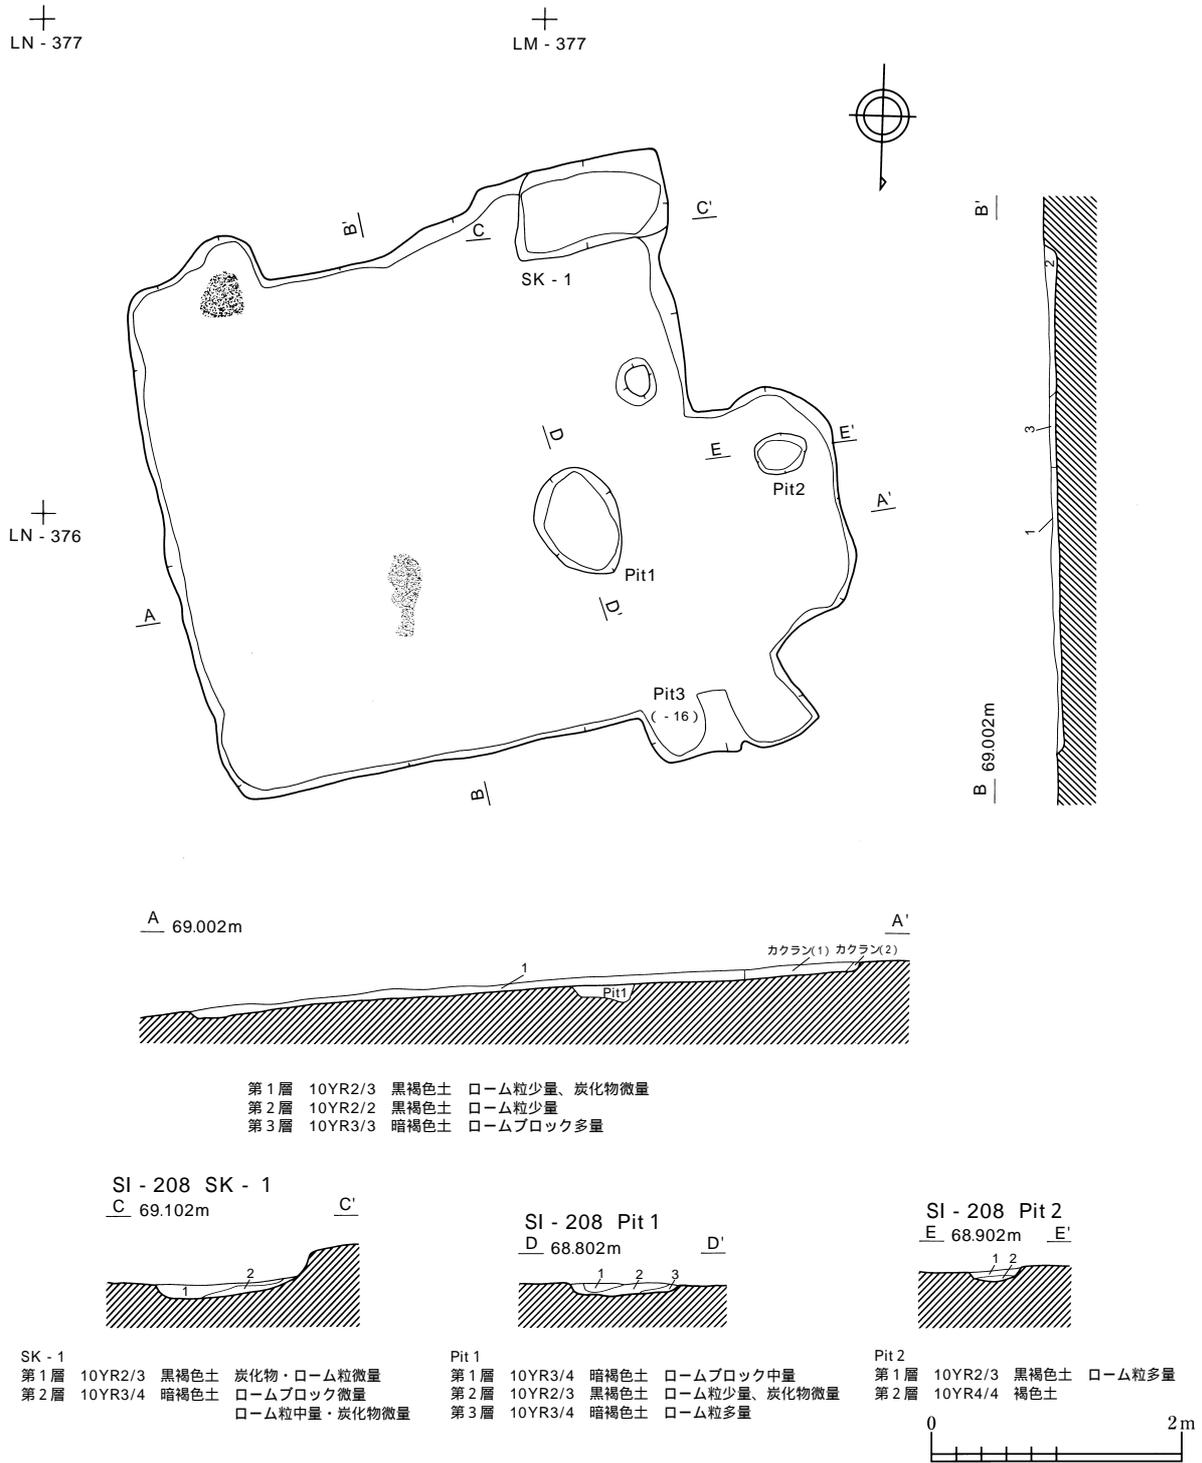 LN - 377
LM - 377
B'
C
C'
SK - 1
D
E
E'
Pit2
A'
LN - 376
Pit1
A
D'
Pit3
( - 16 )
B
B'
2
3
1
B 69.002m
A 69.002m
A'
カクラン(1) カクラン(2)
1
Pit1
第1層 10YR2/3 黒褐色土 ローム粒少量、炭化物微量
第2層 10YR2/2 黒褐色土 ローム粒少量
第3層 10YR3/3 暗褐色土 ロームブロック多量
SI - 208 SK - 1
C 69.102m
C'
2
1
SI - 208 Pit 1
D 68.802m
D'
1 2 3
SI - 208 Pit 2
E 68.902m
E'
1 2
SK - 1
第1層 10YR2/3 黒褐色土 炭化物・ローム粒微量
第2層 10YR3/4 暗褐色土 ロームブロック微量
ローム粒中量・炭化物微量
Pit 1
第1層 10YR3/4 暗褐色土 ロームブロック中量
第2層 10YR2/3 黒褐色土 ローム粒少量、炭化物微量
第3層 10YR3/4 暗褐色土 ローム粒多量
Pit 2
第1層 10YR2/3 黒褐色土 ローム粒多量
第2層 10YR4/4 褐色土
0 2m